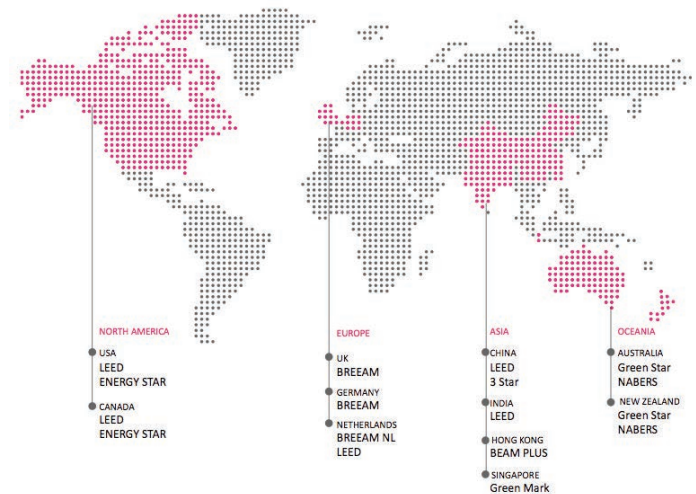 NORTH AMERICA
USA
LEED
ENERGY STAR
CANADA
LEED
ENERGY STAR
EUROPE
UK
BREEAM
GERMANY
BREEAM
NETHERLANDS
BREEAM NL
LEED
ASIA
CHINA
LEED
3 Star
INDIA
LEED
HONG KONG
BEAM PLUS
SINGAPORE
Green Mark
OCEANIA
AUSTRALIA
Green Star
NABERS
NEW ZEALAND
Green Star
NABERS